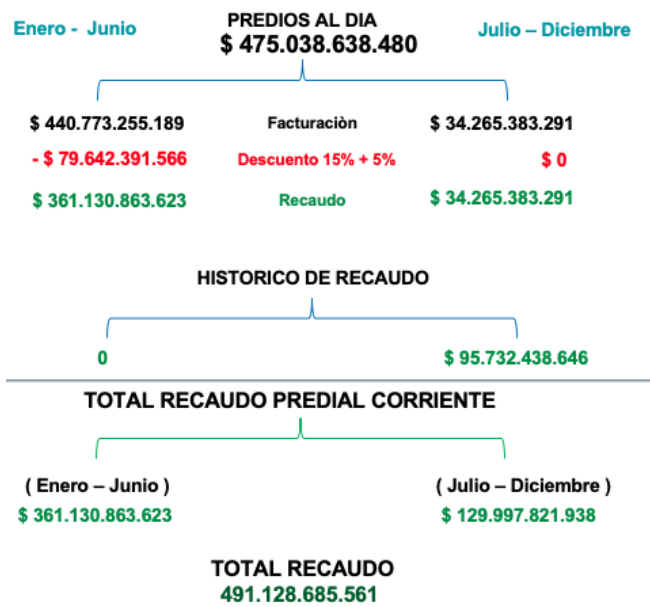 Enero - Junio
PREDIOS AL DIA
$ 475.038.638.480
Julio – Diciembre
$ 440.773.255.189 Facturaciòn $ 34.265.383.291
- $ 79.642.391.566 Descuento 15% + 5% $ 0
$ 361.130.863.623 Recaudo $ 34.265.383.291
HISTORICO DE RECAUDO
0 $ 95.732.438.646
TOTAL RECAUDO PREDIAL CORRIENTE
( Enero – Junio ) ( Julio – Diciembre )
$ 361.130.863.623 $ 129.997.821.938
TOTAL RECAUDO
491.128.685.561